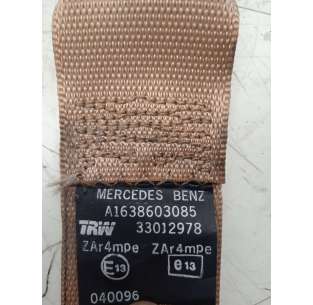 MERCEDES BENZ
A1638603085
TRW 33012978
ZAr4mPe ZAr4mPe
E13 e13
040096